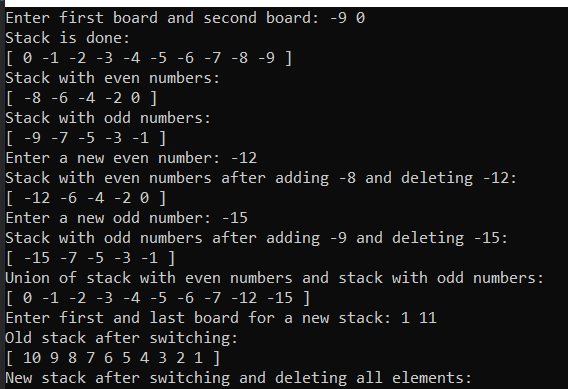 Enter first board and second board: -9 0
Stack is done:
[ 0 -1 -2 -3 -4 -5 -6 -7 -8 -9 ]
Stack with even numbers:
[ -8 -6 -4 -2 0 ]
Stack with odd numbers:
[ -9 -7 -5 -3 -1 ]
Enter a new even number: -12
Stack with even numbers after adding -8 and deleting -12:
[ -12 -6 -4 -2 0 ]
Enter a new odd number: -15
Stack with odd numbers after adding -9 and deleting -15:
[ -15 -7 -5 -3 -1 ]
Union of stack with even numbers and stack with odd numbers:
[ 0 -1 -2 -3 -4 -5 -6 -7 -12 -15 ]
Enter first and last board for a new stack: 1 11
Old stack after switching:
[ 10 9 8 7 6 5 4 3 2 1 ]
New stack after switching and deleting all elements: